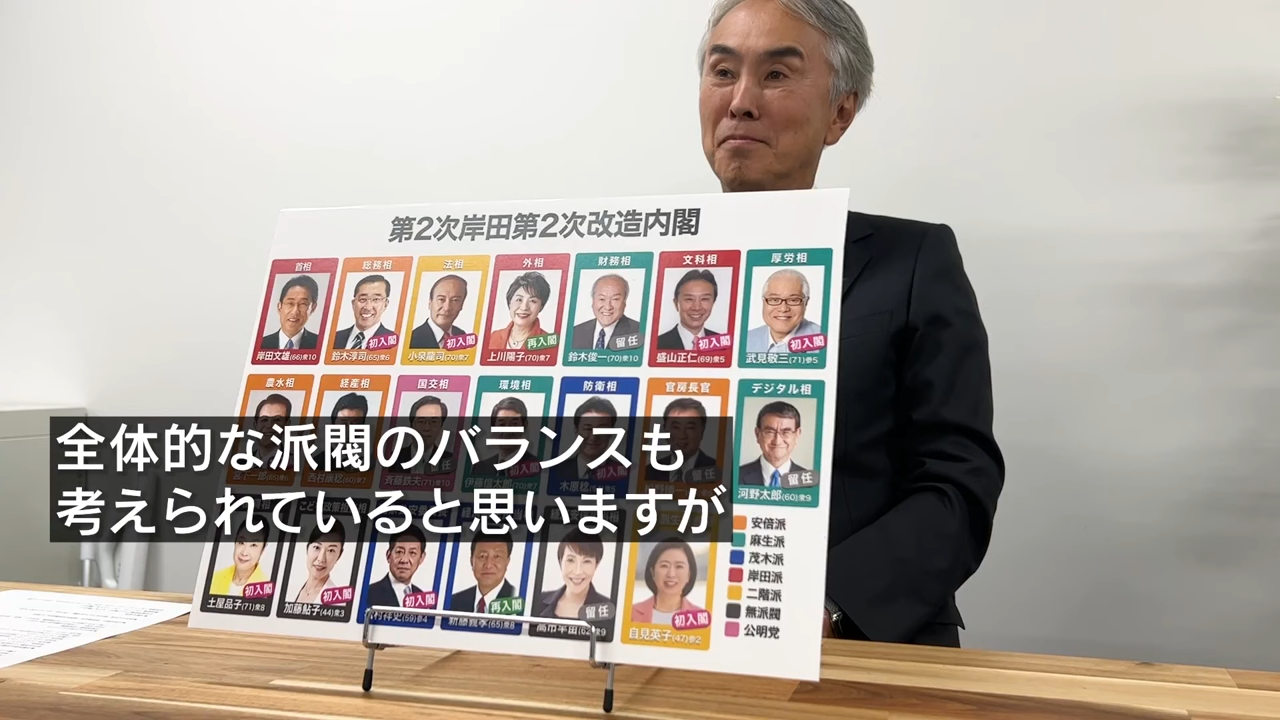 第2次岸田第2次改造内閣
首相
総務相
法相
外相
財務相
文科相
厚労相
初入閣
初入閣
再入閣
留任
初入閣
初入閣
岸田文雄(66)衆10
鈴木淳司(65)衆6
小泉龍司(70)衆7
上川陽子(70)衆7
鈴木俊一(70)衆10
盛山正仁(69)衆5
武見敬三(71)参5
農水相
経産相
国交相
環境相
防衛相
官房長官
デジタル相
留任
河野太郎(60)衆9
全体的な派閥のバランスも
考えられていると思いますが
初入閣
初入閣
初入閣
再入閣
留任
初入閣
土屋品子(71)衆8
加藤鮎子(44)衆3
自見英子(47)参2
安倍派
麻生派
茂木派
岸田派
二階派
無派閥
公明党